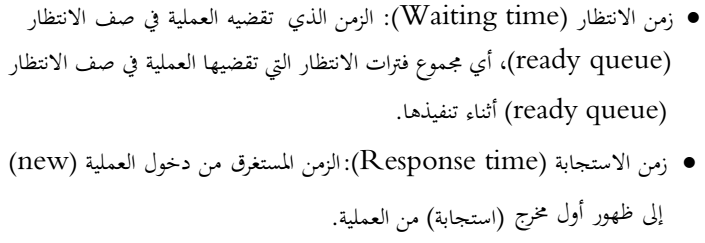 ● زمن الانتظار (Waiting time): الزمن الذي تقضيه العملية في صف الانتظار
(ready queue)، أي مجموع فترات الانتظار التي تقضيها العملية في صف الانتظار
(ready queue) أثناء تنفيذها.
● زمن الاستجابة (Response time): الزمن المستغرق من دخول العملية (new)
إلى ظهور أول مخرج (استجابة) من العملية.